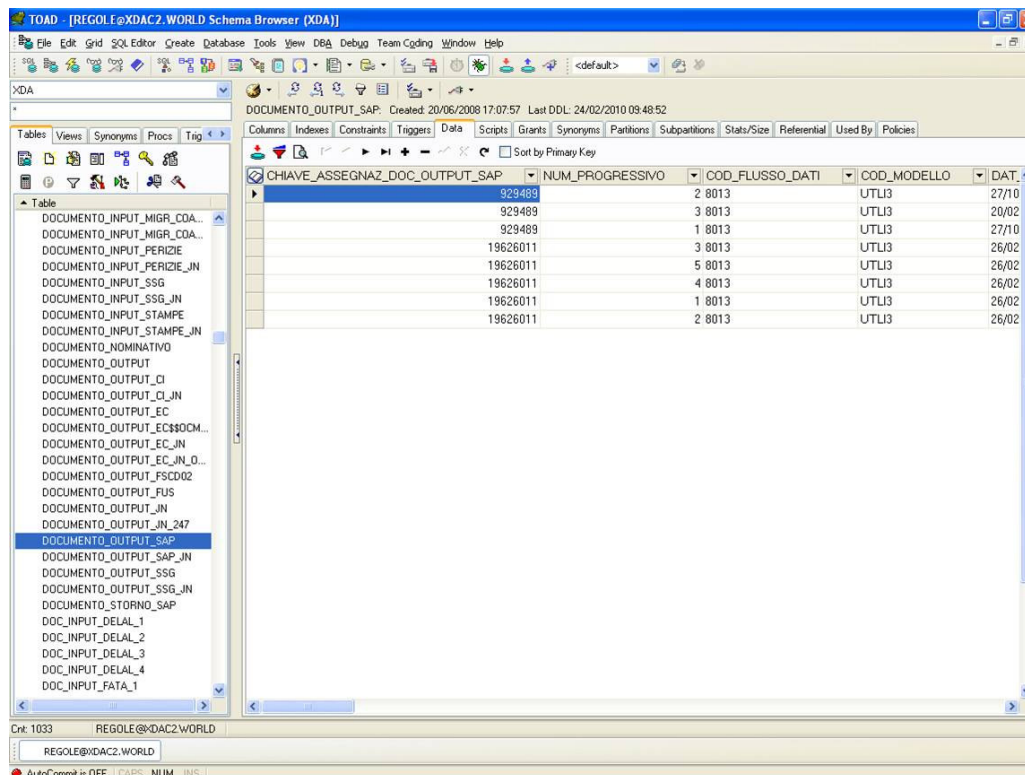 TOAD - [REGOLE@XDAC2.WORLD Schema Browser (XDA)]
File Edit Grid SQL Editor Create Database Tools View DBA Debug Team Coding Window Help
<default>
XDA
DOCUMENTO_OUTPUT_SAP: Created: 20/06/2008 17:07:57 Last DDL: 24/02/2010 09:48:52
*
Tables Views Synonyms Procs Trig
Columns Indexes Constraints Triggers Data Scripts Grants Synonyms Partitions Subpartitions Stats/Size Referential Used By Policies
Sort by Primary Key
CHIAVE_ASSEGNAZ_DOC_OUTPUT_SAP NUM_PROGRESSIVO COD_FLUSSO_DATI COD_MODELLO DAT_
929489 2 8013 UTLI3 27/10
929489 3 8013 UTLI3 20/02
929489 1 8013 UTLI3 27/10
19626011 3 8013 UTLI3 26/02
19626011 5 8013 UTLI3 26/02
19626011 4 8013 UTLI3 26/02
19626011 1 8013 UTLI3 26/02
19626011 2 8013 UTLI3 26/02
Table
DOCUMENTO_INPUT_MIGR_COA...
DOCUMENTO_INPUT_MIGR_COA...
DOCUMENTO_INPUT_PERIZIE
DOCUMENTO_INPUT_PERIZIE_JN
DOCUMENTO_INPUT_SSG
DOCUMENTO_INPUT_SSG_JN
DOCUMENTO_INPUT_STAMPE
DOCUMENTO_INPUT_STAMPE_JN
DOCUMENTO_NOMINATIVO
DOCUMENTO_OUTPUT
DOCUMENTO_OUTPUT_CI
DOCUMENTO_OUTPUT_CI_JN
DOCUMENTO_OUTPUT_EC
DOCUMENTO_OUTPUT_EC$$OCM...
DOCUMENTO_OUTPUT_EC_JN
DOCUMENTO_OUTPUT_EC_JN_O...
DOCUMENTO_OUTPUT_FSCD02
DOCUMENTO_OUTPUT_FUS
DOCUMENTO_OUTPUT_JN
DOCUMENTO_OUTPUT_JN_247
DOCUMENTO_OUTPUT_SAP
DOCUMENTO_OUTPUT_SAP_JN
DOCUMENTO_OUTPUT_SSG
DOCUMENTO_OUTPUT_SSG_JN
DOCUMENTO_STORNO_SAP
DOC_INPUT_DELAL_1
DOC_INPUT_DELAL_2
DOC_INPUT_DELAL_3
DOC_INPUT_DELAL_4
DOC_INPUT_FATA_1
Cnt: 1033 REGOLE@XDAC2.WORLD
REGOLE@XDAC2.WORLD
AutoCommit is OFF CAPS NUM INS